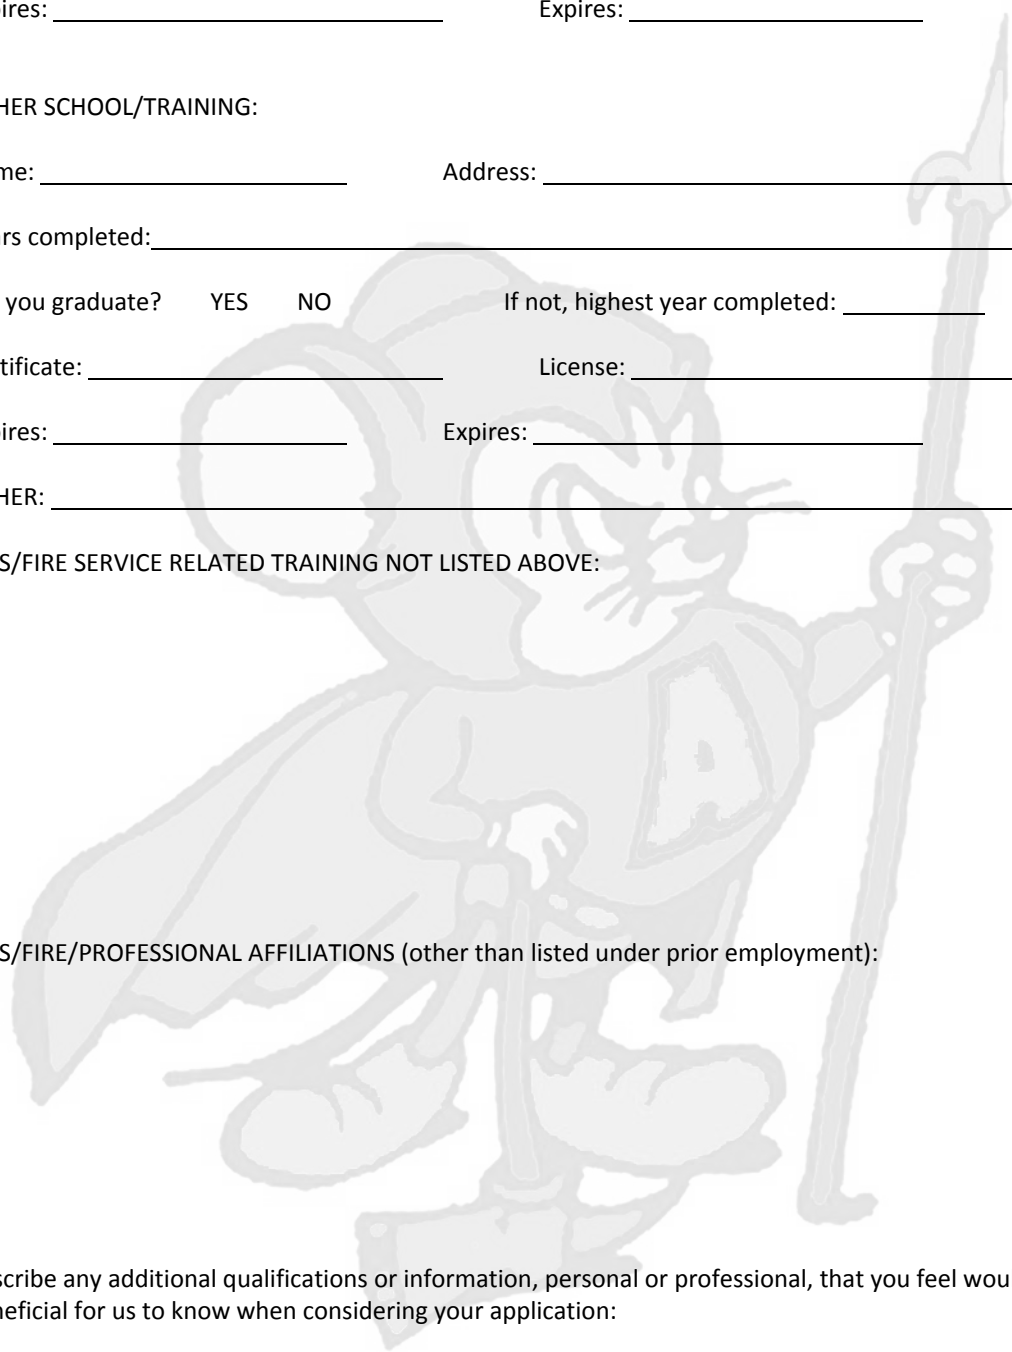 ires: Expires:
HER SCHOOL/TRAINING:
me: Address:
rs completed:
you graduate? YES NO If not, highest year completed:
tificate: License:
ires: Expires:
HER:
S/FIRE SERVICE RELATED TRAINING NOT LISTED ABOVE:
A
S/FIRE/PROFESSIONAL AFFILIATIONS (other than listed under prior employment):
scribe any additional qualifications or information, personal or professional, that you feel wou
neficial for us to know when considering your application: